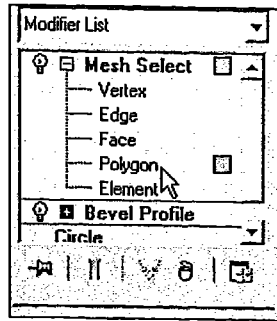 Modifier List
Mesh Select
Vertex
Edge
Face
Polygon
Element
Bevel Profile
Circle